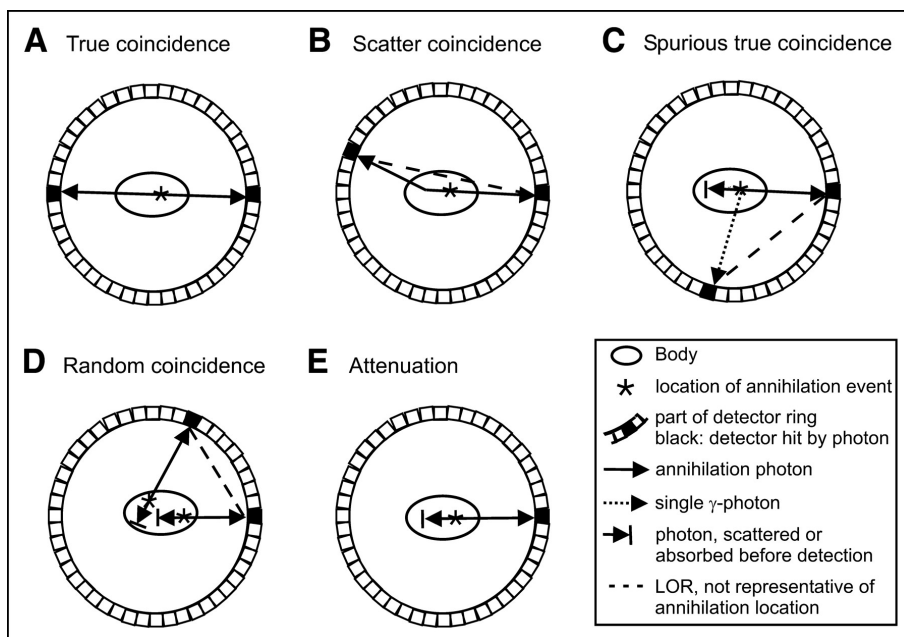 A True coincidence
B Scatter coincidence
C Spurious true coincidence
D Random coincidence
E Attenuation
Body
location of annihilation event
part of detector ring
black: detector hit by photon
annihilation photon
single γ-photon
photon, scattered or
absorbed before detection
LOR, not representative of
annihilation location